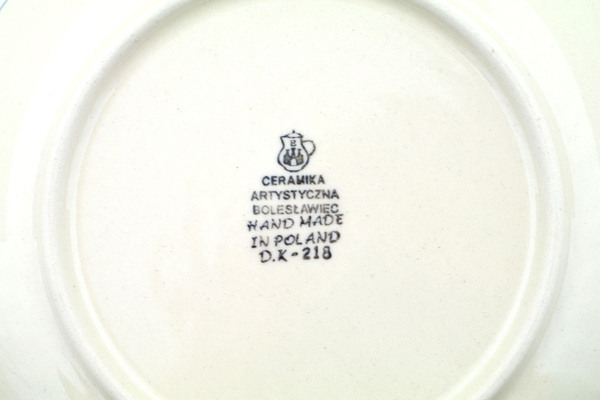 CERAMIKA
ARTYSTYCZNA
BOLESŁAWIEC
HAND MADE
IN POLAND
D.K-218